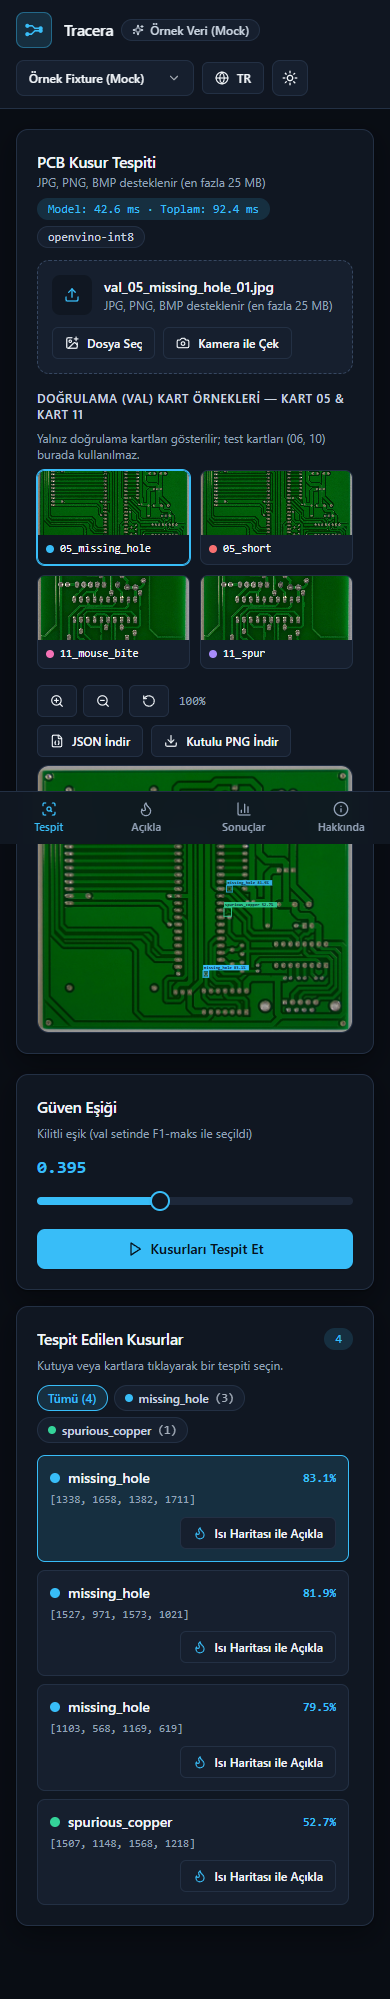 Tracera
Örnek Veri (Mock)
Örnek Fixture (Mock)
TR
PCB Kusur Tespiti
JPG, PNG, BMP desteklenir (en fazla 25 MB)
Model: 42.6 ms · Toplam: 92.4 ms
openvino-int8
val_05_missing_hole_01.jpg
JPG, PNG, BMP desteklenir (en fazla 25 MB)
Dosya Seç
Kamera ile Çek
DOĞRULAMA (VAL) KART ÖRNEKLERİ — KART 05 &
KART 11
Yalnız doğrulama kartları gösterilir; test kartları (06, 10)
burada kullanılmaz.
05_missing_hole
05_short
11_mouse_bite
11_spur
100%
JSON İndir
Kutulu PNG İndir
Tespit
Açıkla
Sonuçlar
Hakkında
missing_hole
spurious_copper
missing_hole
Güven Eşiği
Kilitli eşik (val setinde F1-maks ile seçildi)
0.395
Kusurları Tespit Et
Tespit Edilen Kusurlar
4
Kutuya veya kartlara tıklayarak bir tespiti seçin.
Tümü (4)
missing_hole (3)
spurious_copper (1)
missing_hole
83.1%
[1338, 1658, 1382, 1711]
Isı Haritası ile Açıkla
missing_hole
81.9%
[1527, 971, 1573, 1021]
Isı Haritası ile Açıkla
missing_hole
79.5%
[1103, 568, 1169, 619]
Isı Haritası ile Açıkla
spurious_copper
52.7%
[1507, 1148, 1568, 1218]
Isı Haritası ile Açıkla